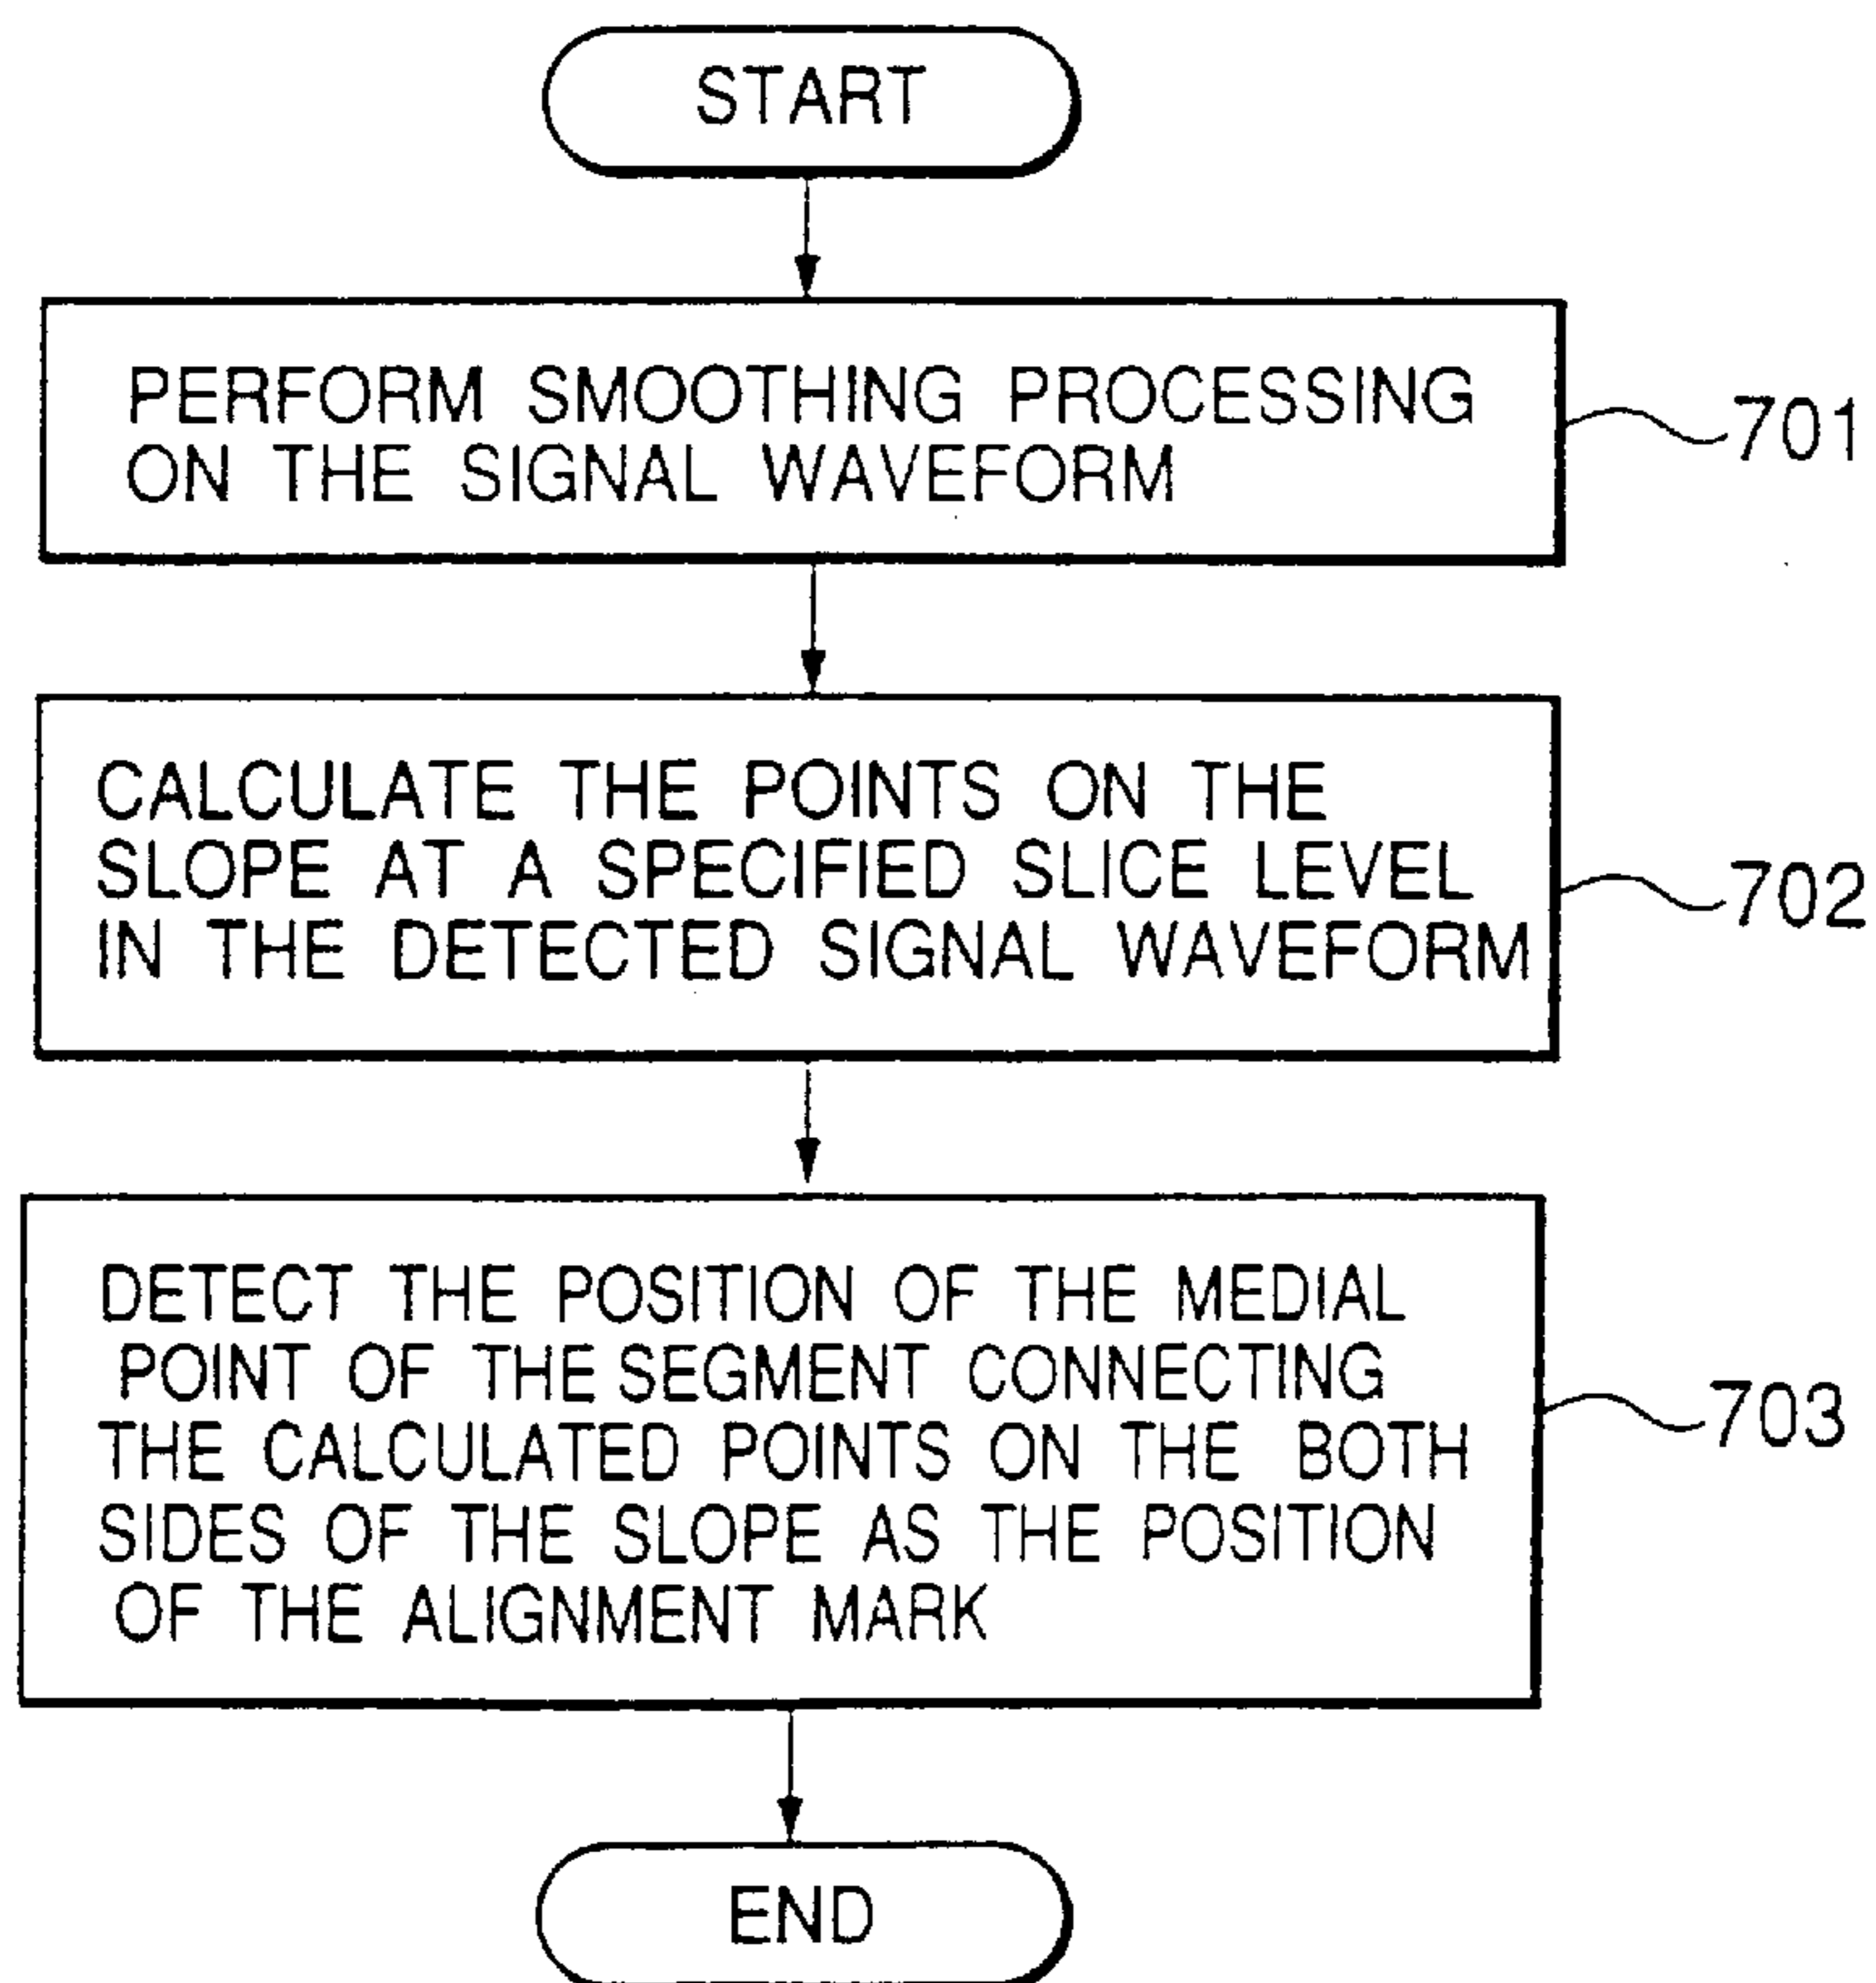 START
PERFORM SMOOTHING PROCESSING
ON THE SIGNAL WAVEFORM
701
CALCULATE THE POINTS ON THE
SLOPE AT A SPECIFIED SLICE LEVEL
IN THE DETECTED SIGNAL WAVEFORM
702
DETECT THE POSITION OF THE MEDIAL
POINT OF THE SEGMENT CONNECTING
THE CALCULATED POINTS ON THE BOTH
SIDES OF THE SLOPE AS THE POSITION
OF THE ALIGNMENT MARK
703
END